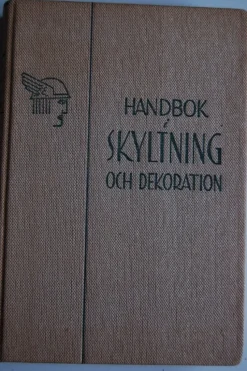 HANDBOK
i
SKYLTNING
OCH DEKORATION